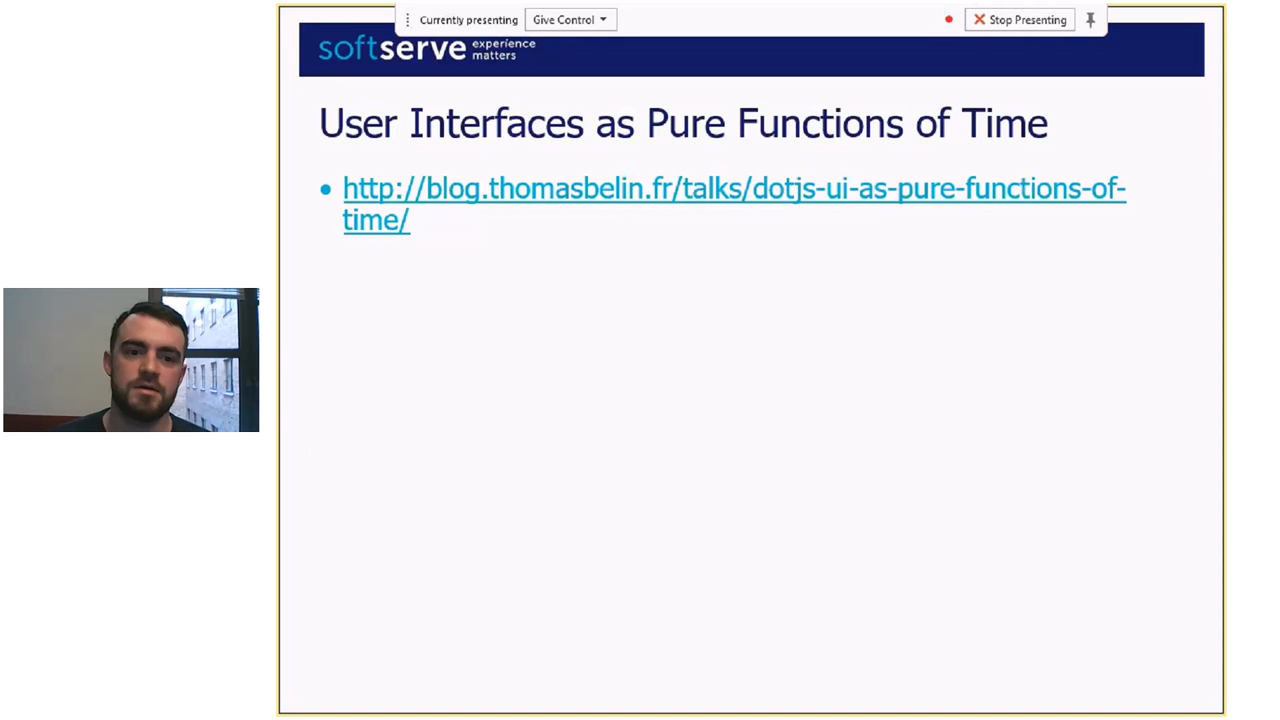 Currently presenting Give Control Stop Presenting
softserve experience matters
User Interfaces as Pure Functions of Time
• http://blog.thomasbelin.fr/talks/dotjs-ui-as-pure-functions-of-
time/